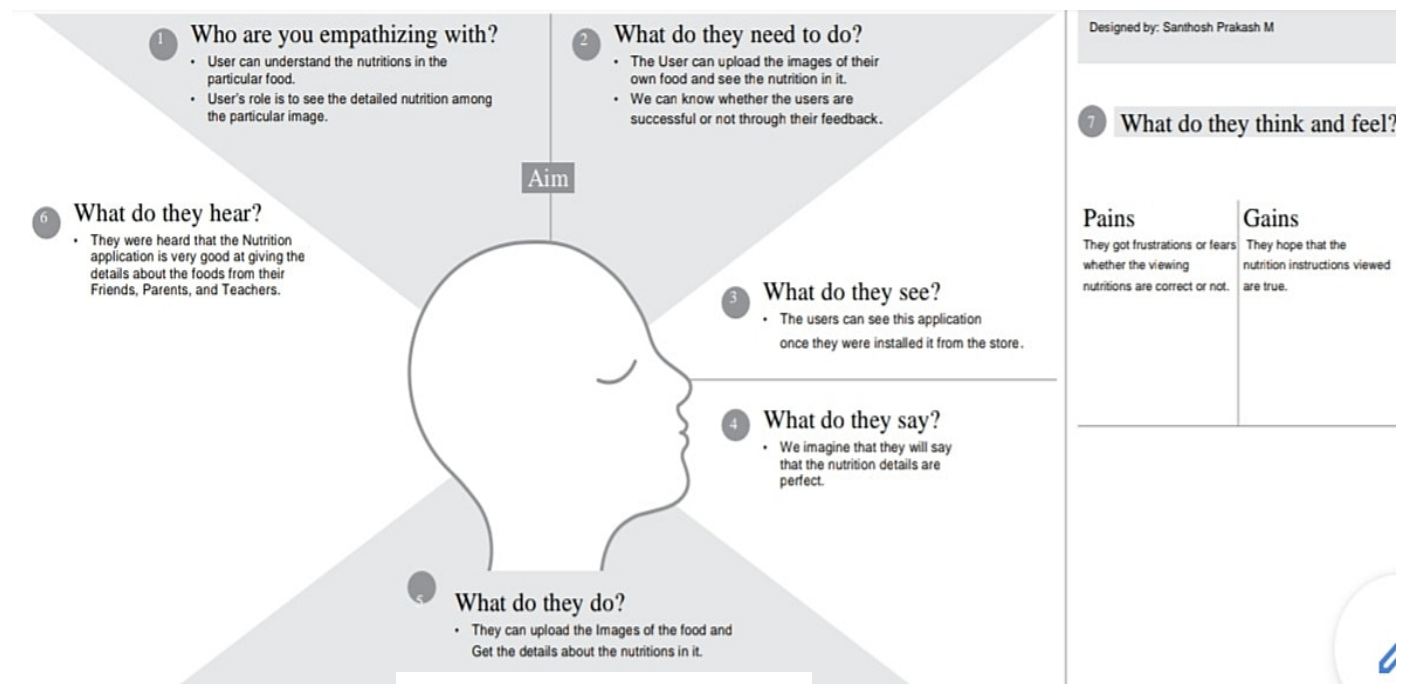 1
Who are you empathizing with?
• User can understand the nutritions in the
particular food.
• User's role is to see the detailed nutrition among
the particular image.
2
What do they need to do?
• The User can upload the images of their
own food and see the nutrition in it.
• We can know whether the users are
successful or not through their feedback.
Designed by: Santhosh Prakash M
7
What do they think and feel?
Aim
6
What do they hear?
• They were heard that the Nutrition
application is very good at giving the
details about the foods from their
Friends, Parents, and Teachers.
Pains
They got frustrations or fears
whether the viewing
nutritions are correct or not.
Gains
They hope that the
nutrition instructions viewed
are true.
3
What do they see?
• The users can see this application
once they were installed it from the store.
4
What do they say?
• We imagine that they will say
that the nutrition details are
perfect.
5
What do they do?
• They can upload the Images of the food and
Get the details about the nutritions in it.